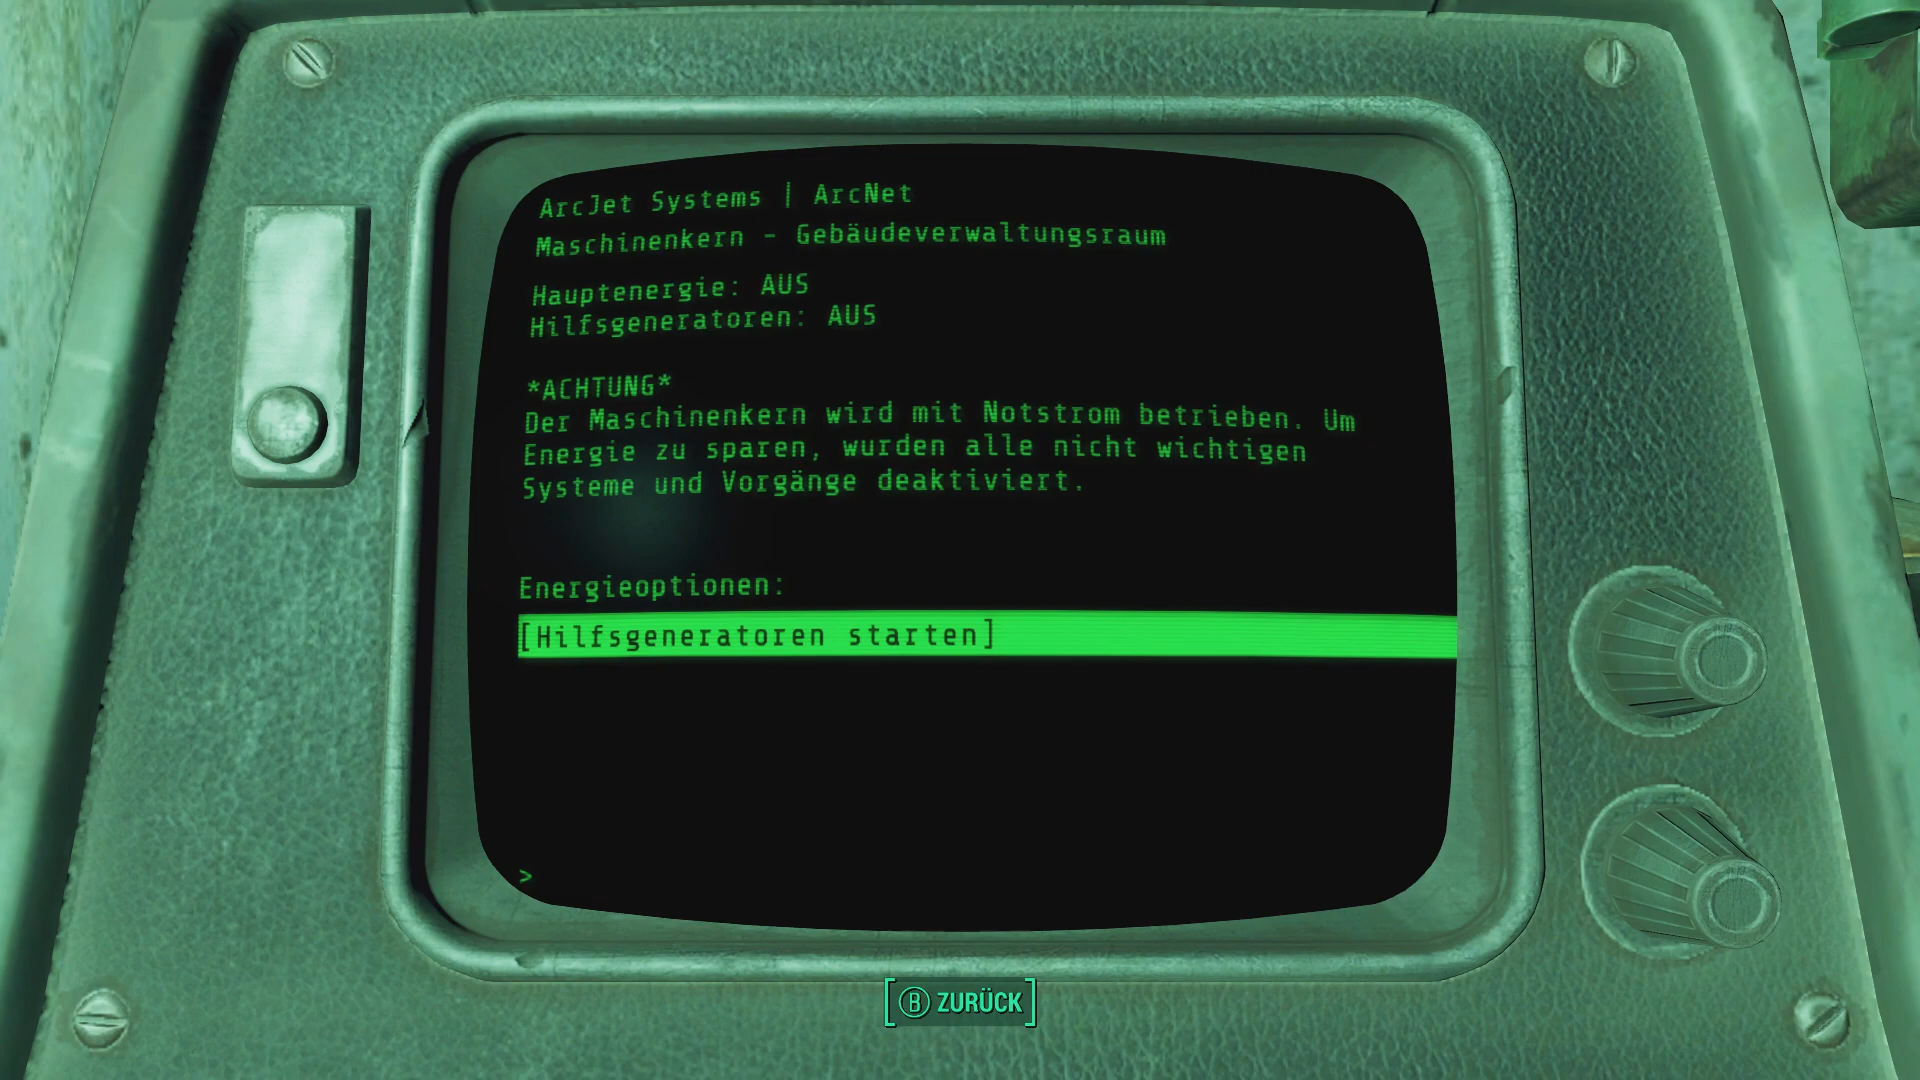 ArcJet Systems | ArcNet
Maschinenkern - Gebäudeverwaltungsraum
Hauptenergie: AUS
Hilfsgeneratoren: AUS
*ACHTUNG*
Der Maschinenkern wird mit Notstrom betrieben. Um
Energie zu sparen, wurden alle nicht wichtigen
Systeme und Vorgänge deaktiviert.
Energieoptionen:
[Hilfsgeneratoren starten]
>
[Ⓑ ZURÜCK]